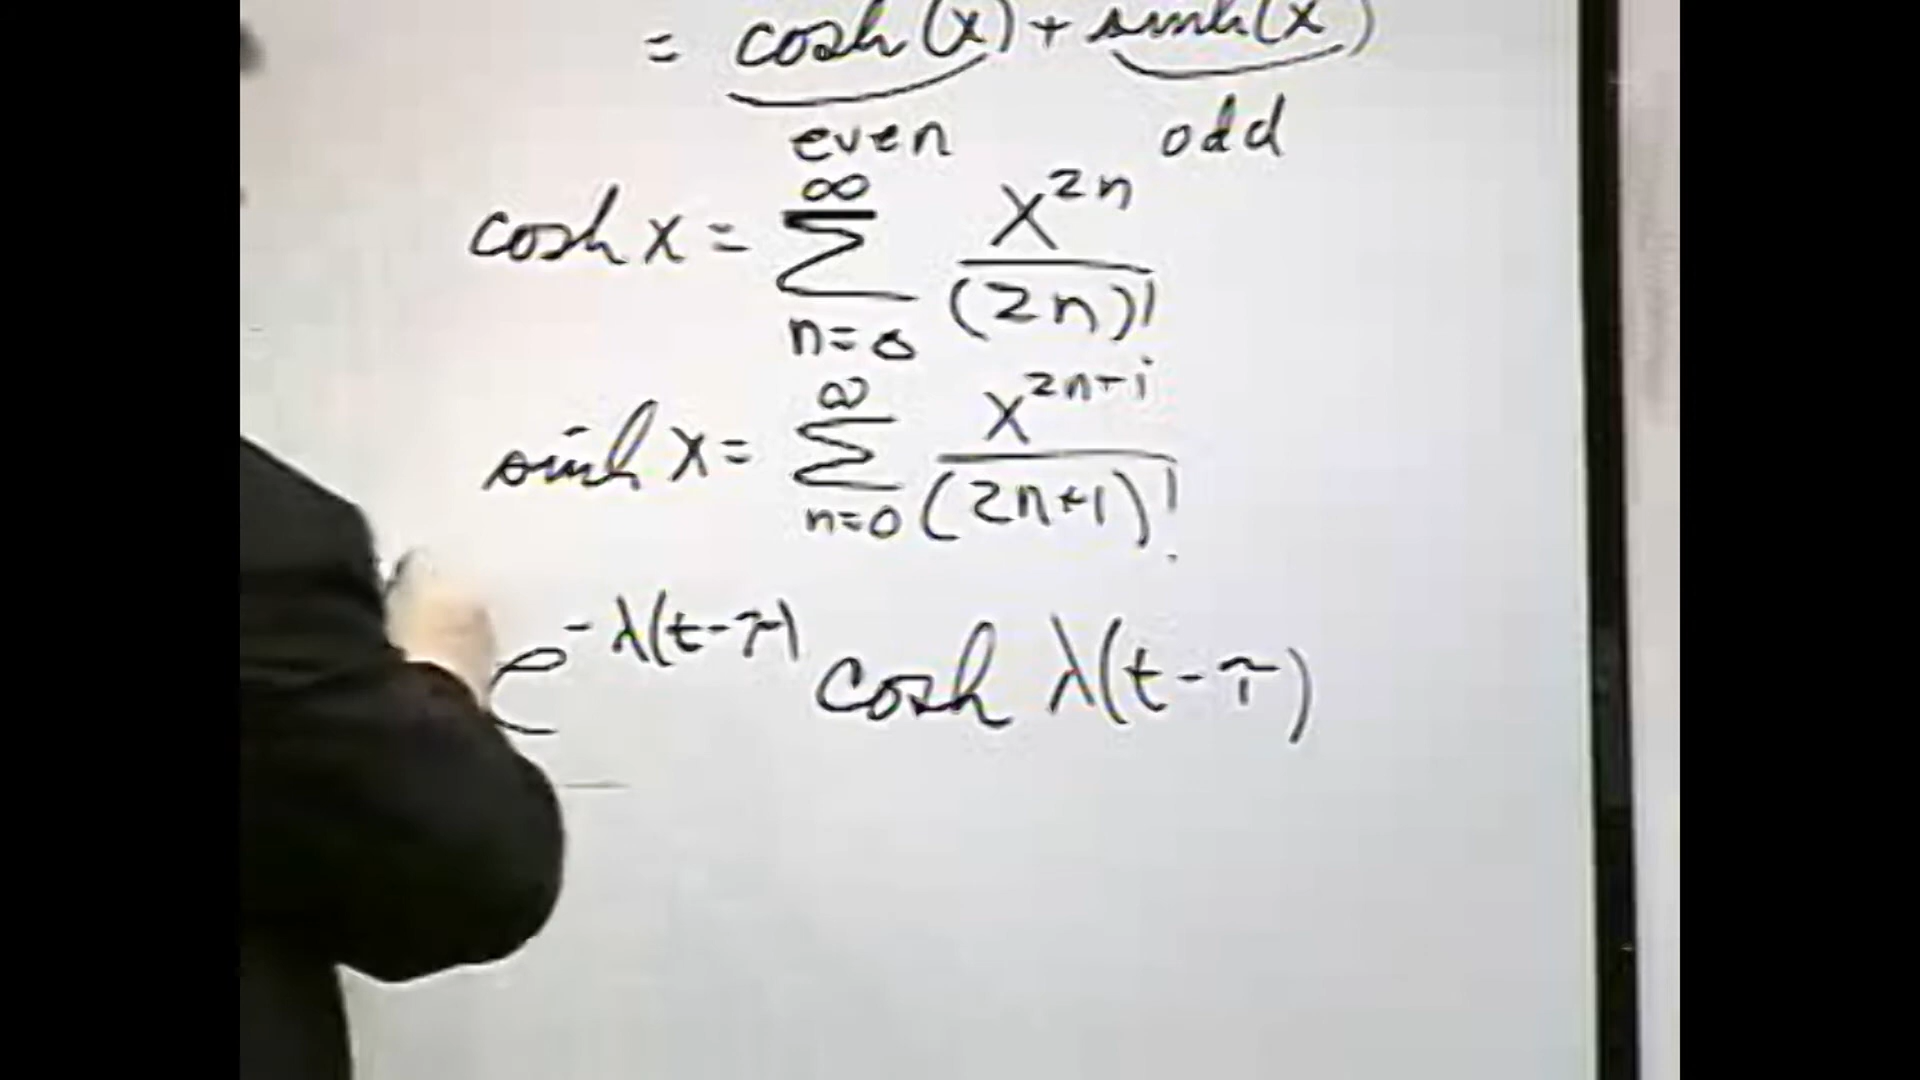 = cosh(x) + sinh(x)
even odd
cosh x = ∑_{n=0}^{∞} x^{2n} / (2n)!
sinh x = ∑_{n=0}^{∞} x^{2n+1} / (2n+1)!
e^{-λ(t-τ)} cosh λ(t-τ)